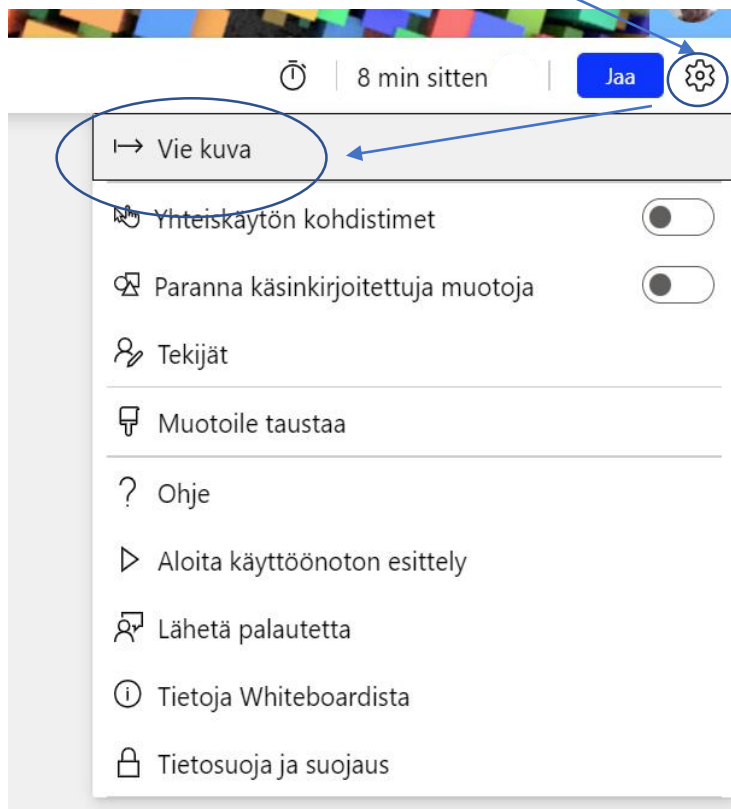 8 min sitten Jaa
Vie kuva
Yhteiskäytön kohdistimet
Paranna käsinkirjoitettuja muotoja
Tekijät
Muotoile taustaa
Ohje
Aloita käyttöönoton esittely
Lähetä palautetta
Tietoja Whiteboardista
Tietosuoja ja suojaus